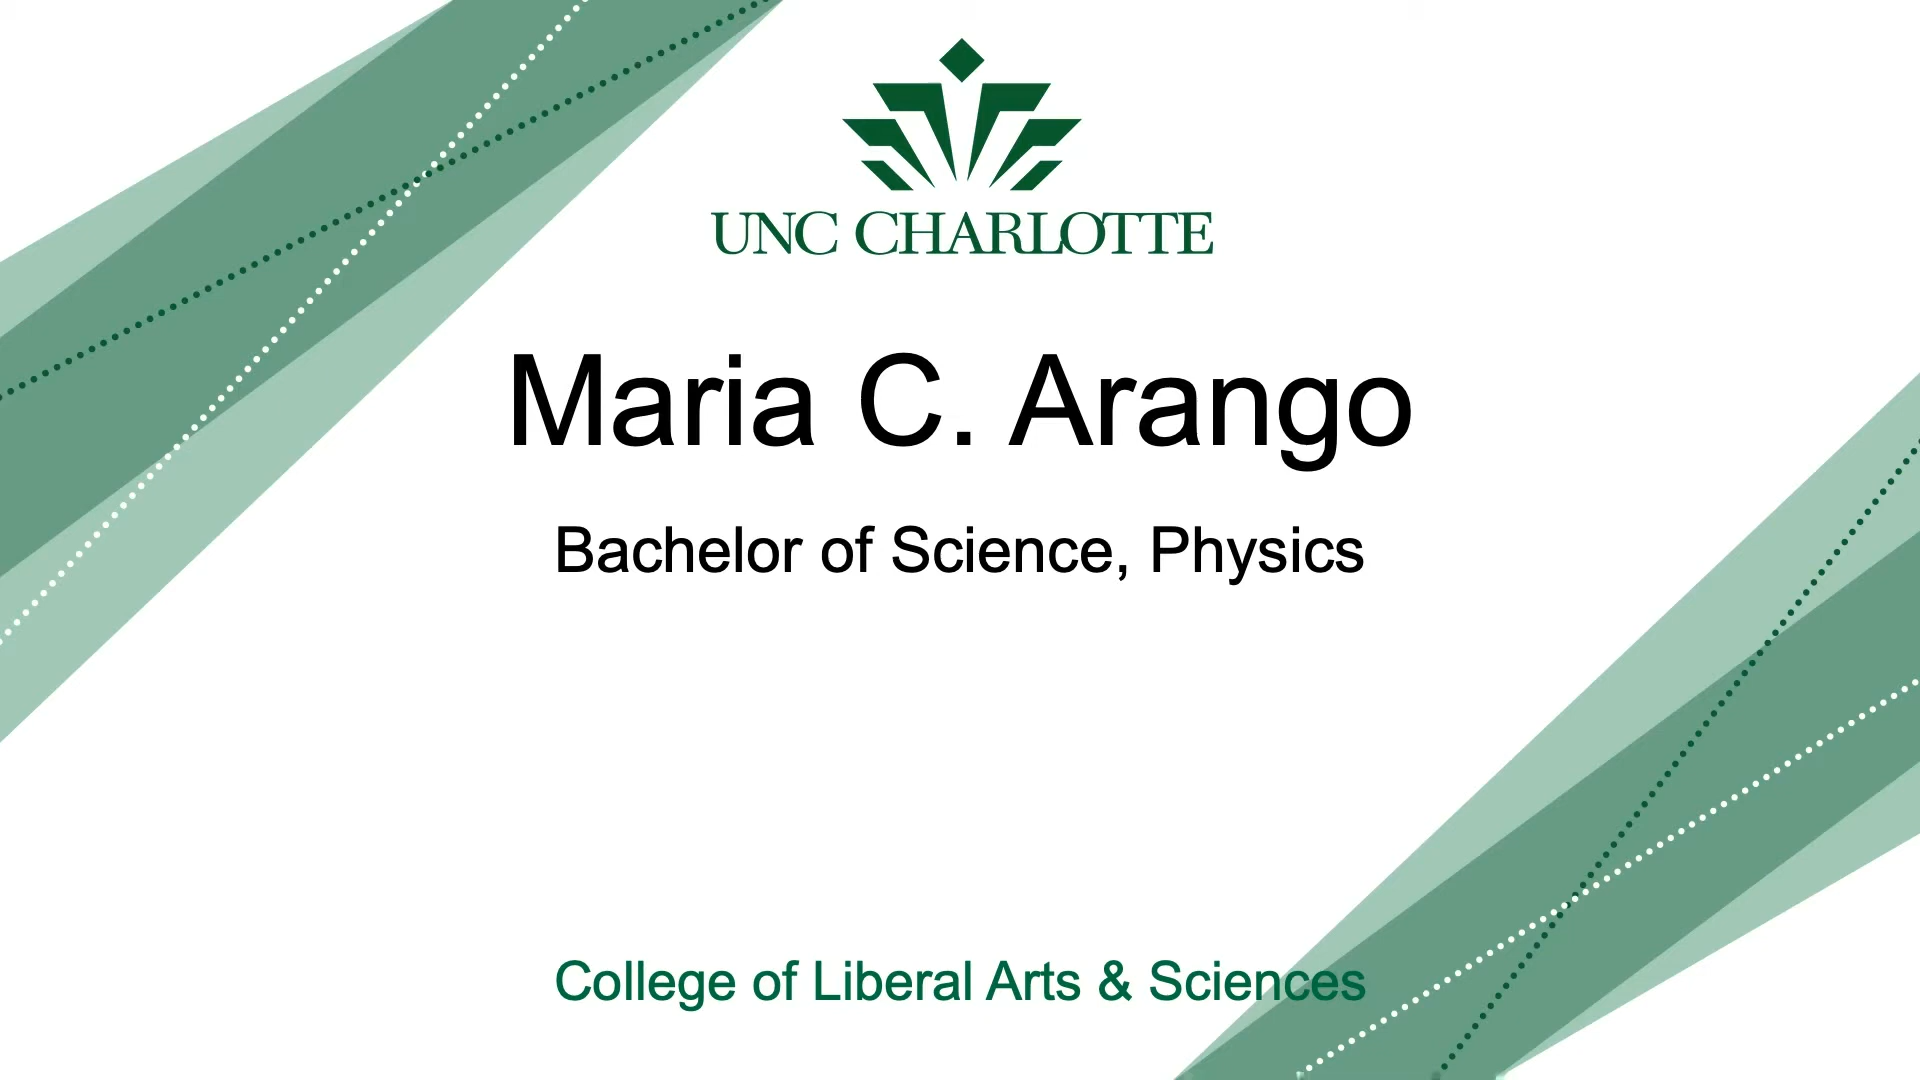 UNC CHARLOTTE
Maria C. Arango
Bachelor of Science, Physics
College of Liberal Arts & Sciences